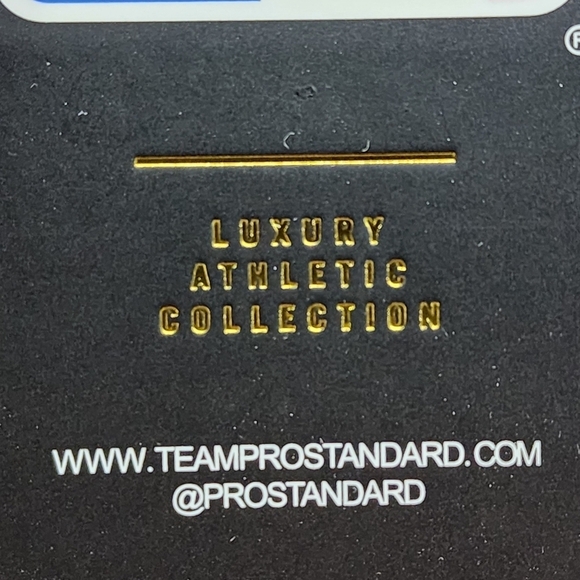 ®
LUXURY
ATHLETIC
COLLECTION
WWW.TEAMPROSTANDARD.COM
@PROSTANDARD